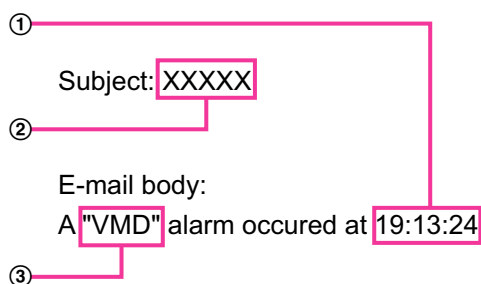 ①
Subject: XXXXX
②
E-mail body:
A "VMD" alarm occured at 19:13:24
③